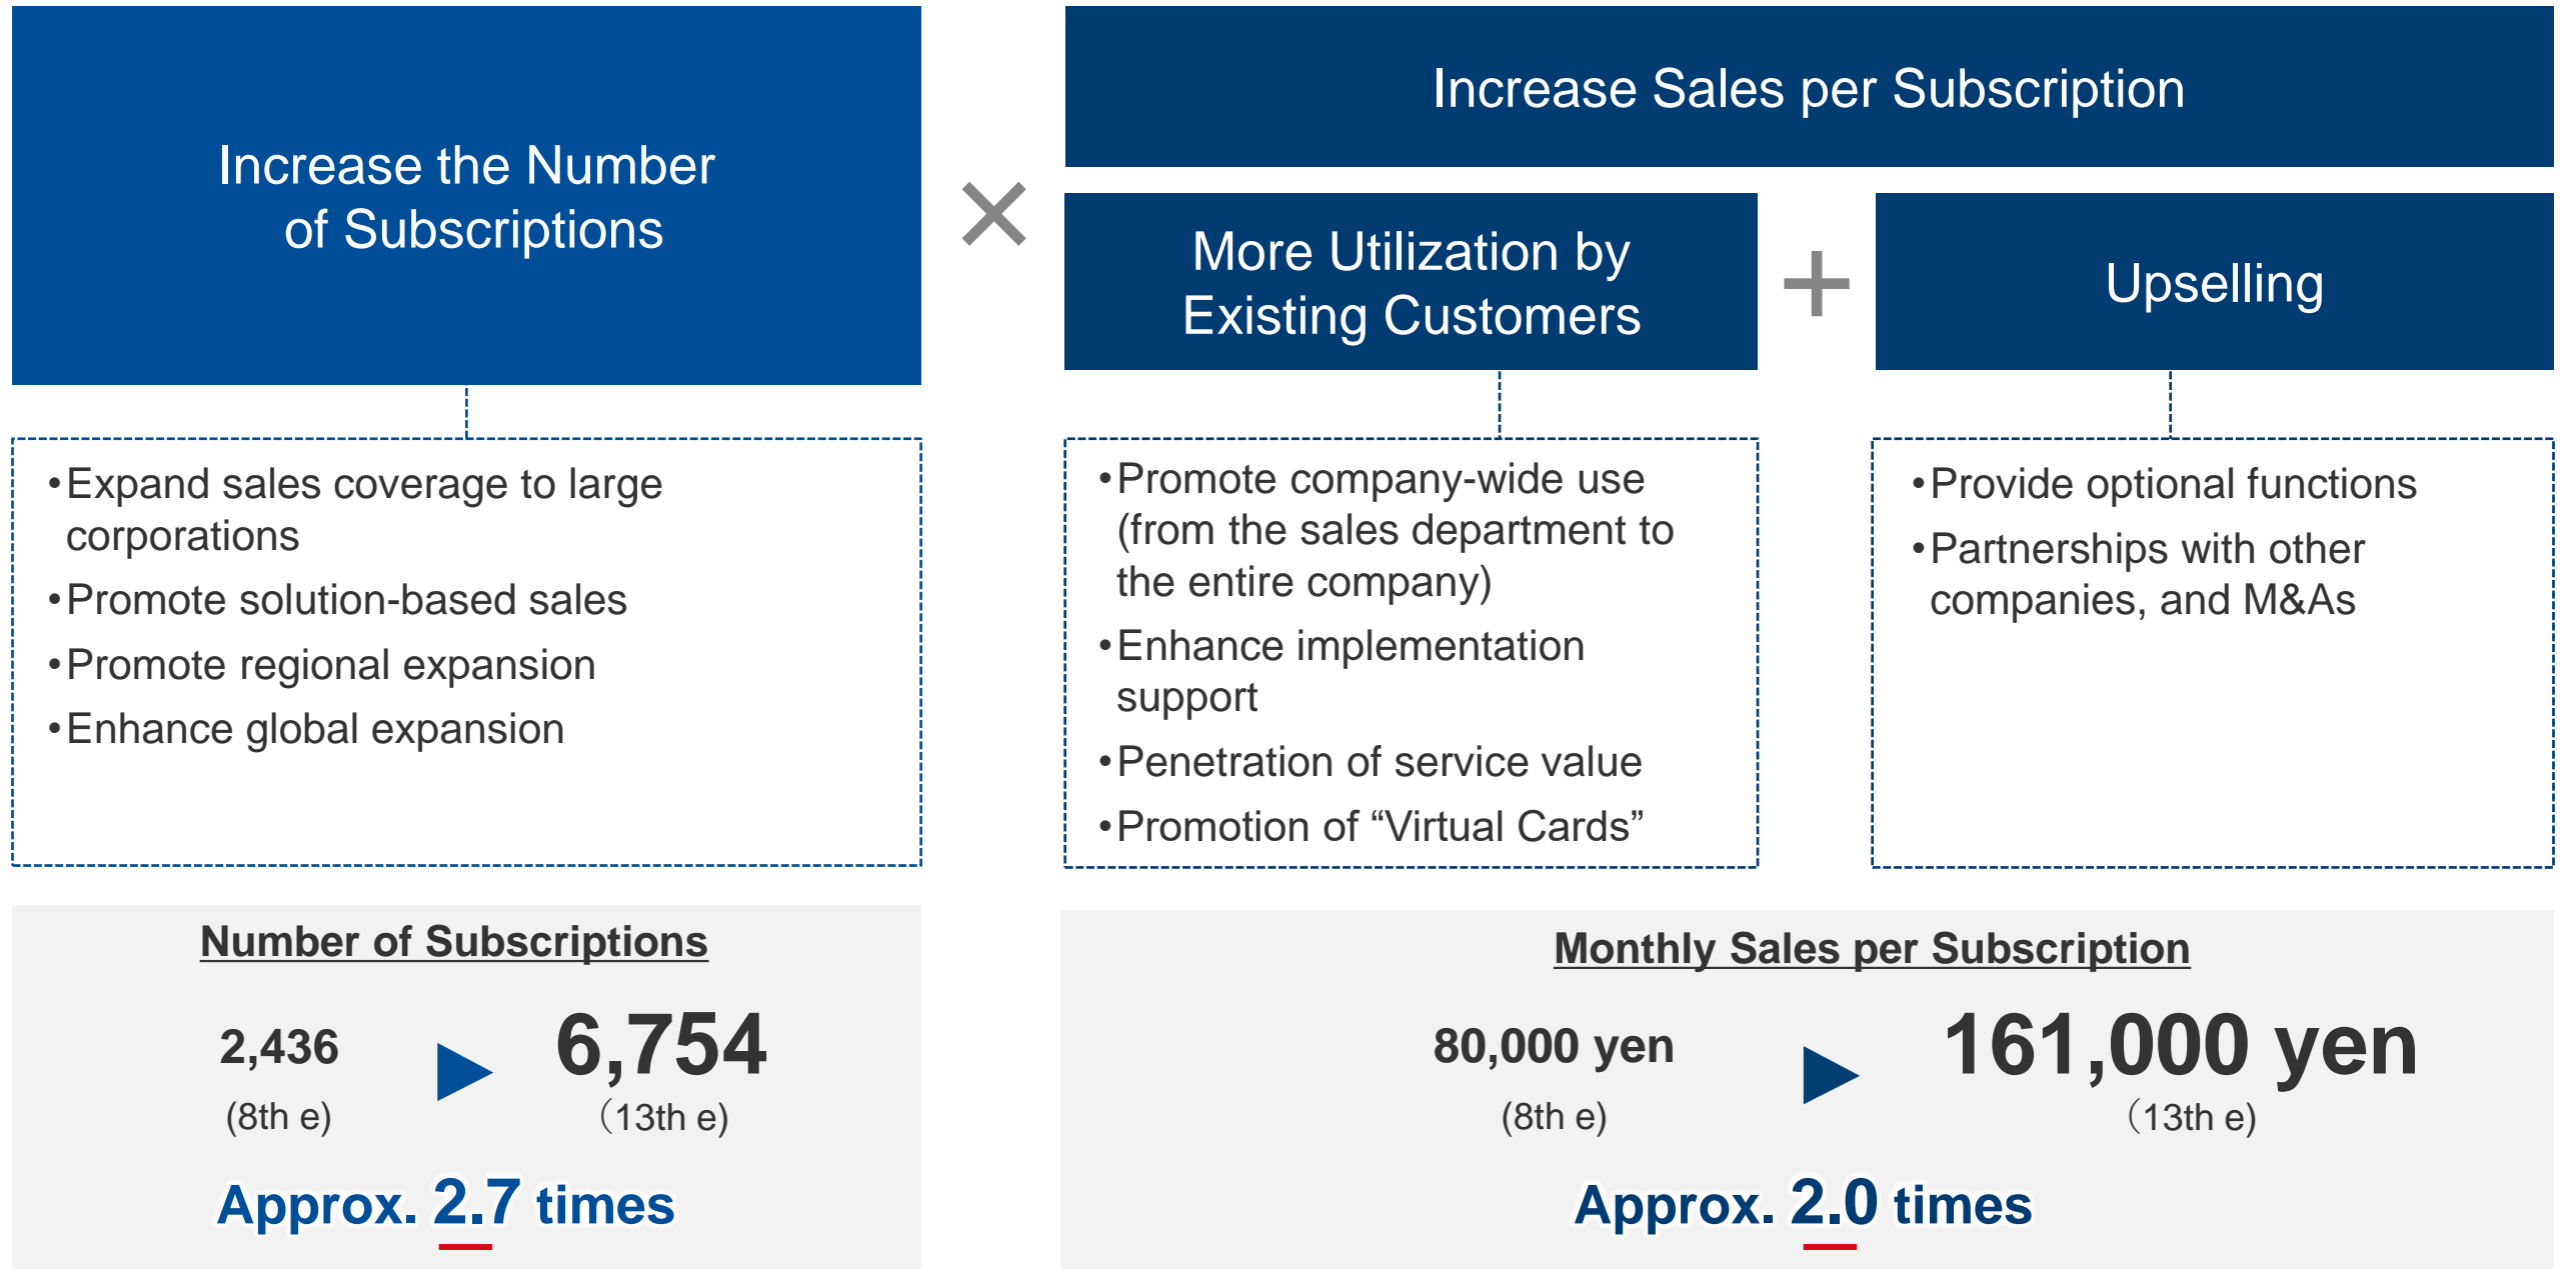 Increase the Number
of Subscriptions
×
Increase Sales per Subscription
More Utilization by
Existing Customers
+
Upselling
•Expand sales coverage to large
corporations
•Promote solution-based sales
•Promote regional expansion
•Enhance global expansion
•Promote company-wide use
(from the sales department to
the entire company)
•Enhance implementation
support
•Penetration of service value
•Promotion of “Virtual Cards”
•Provide optional functions
•Partnerships with other
companies, and M&As
Number of Subscriptions
2,436 ▶ 6,754
(8th e) （13th e)
Approx. 2.7 times
Monthly Sales per Subscription
80,000 yen ▶ 161,000 yen
(8th e) （13th e)
Approx. 2.0 times